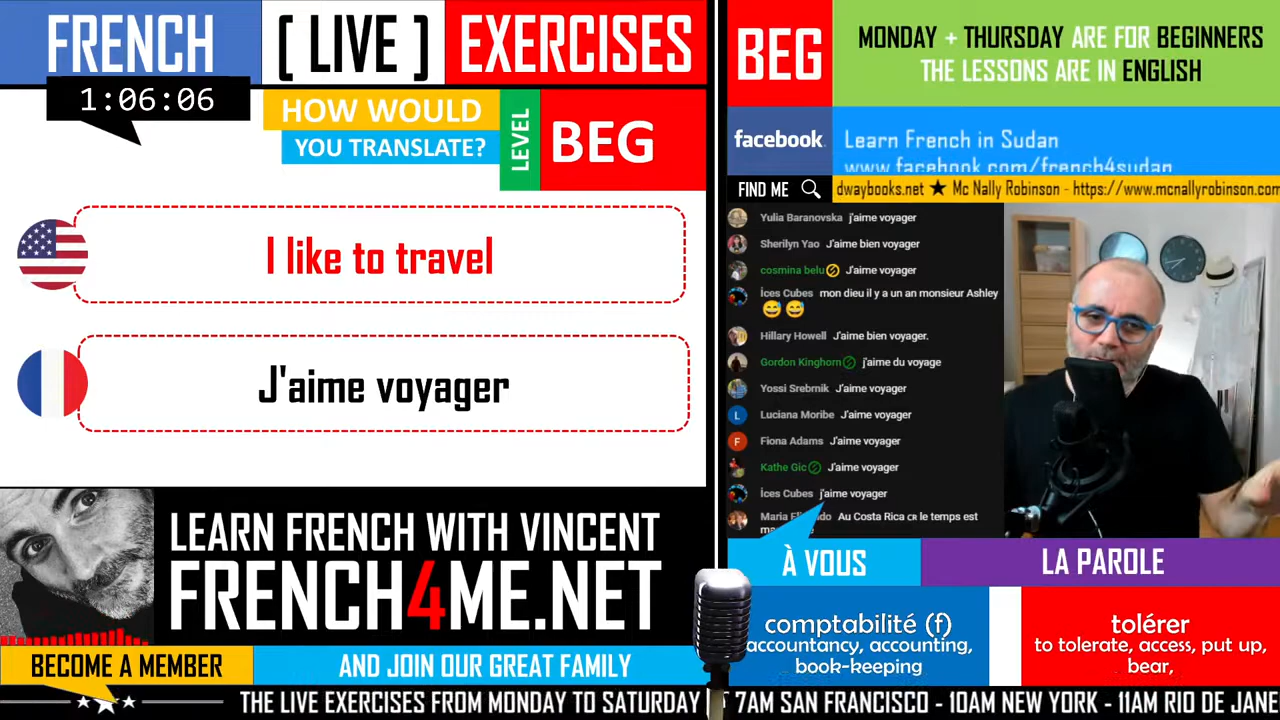 FRENCH
[ LIVE ]
EXERCISES
1:06:06
HOW WOULD
YOU TRANSLATE?
LEVEL
BEG
I like to travel
J'aime voyager
LEARN FRENCH WITH VINCENT
FRENCH4ME.NET
BECOME A MEMBER
AND JOIN OUR GREAT FAMILY
BEG
MONDAY + THURSDAY ARE FOR BEGINNERS
THE LESSONS ARE IN ENGLISH
facebook
Learn French in Sudan
www.facebook.com/french4sudan
FIND ME
dwaybooks.net ★ Mc Nally Robinson - https://www.mcnallyrobinson.com
Yulia Baranovska j'aime voyager
Sherilyn Yao J'aime bien voyager
cosmina belu J'aime voyager
İces Cubes mon dieu il y a un an monsieur Ashley
😅😅
Hillary Howell J'aime bien voyager.
Gordon Kinghorn j'aime du voyage
Yossi Srebrnik J'aime voyager
L Luciana Moribe J'aime voyager
F Fiona Adams J'aime voyager
Kathe Gic J'aime voyager
İces Cubes j'aime voyager
Maria Au Costa Rica CR le temps est
À VOUS
LA PAROLE
comptabilité (f)
accountancy, accounting,
book-keeping
tolérer
to tolerate, access, put up,
bear,
THE LIVE EXERCISES FROM MONDAY TO SATURDAY 7AM SAN FRANCISCO - 10AM NEW YORK - 11AM RIO DE JANE